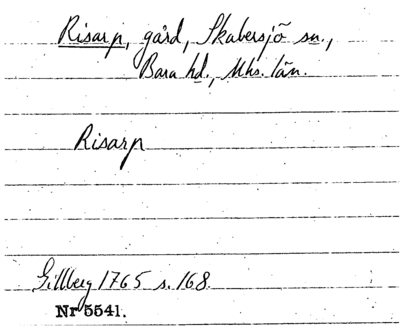 Risarp, gård, Skabersjö sn.,
Bara hd., Mhs. län.
Risarp
Gillberg 1765 s. 168.
Nr 5541.